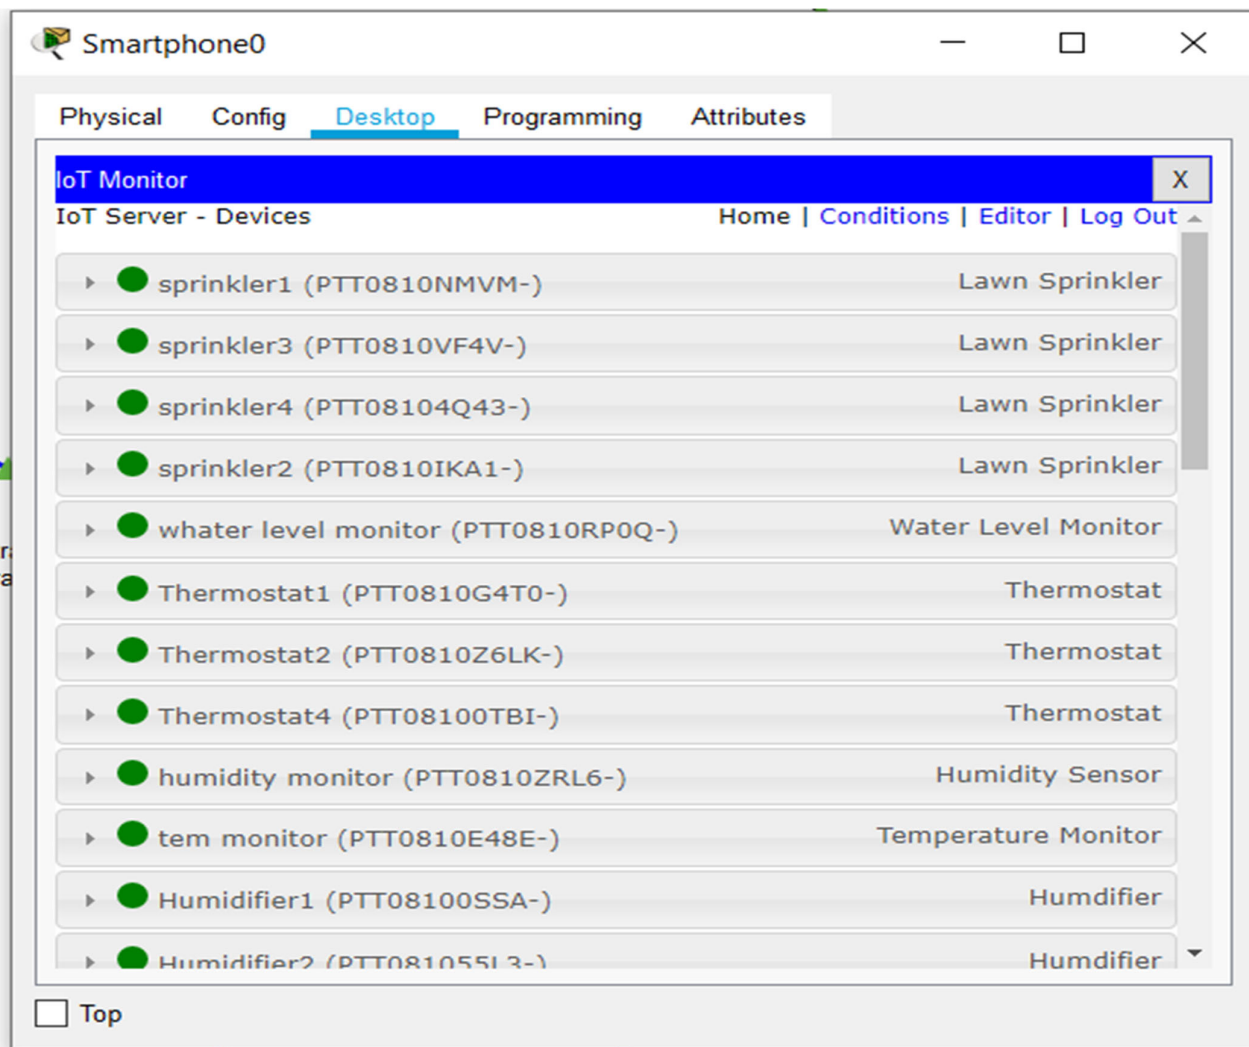 Smartphone0
Physical Config Desktop Programming Attributes
IoT Monitor X
IoT Server - Devices Home | Conditions | Editor | Log Out
sprinkler1 (PTT0810NMVM-) Lawn Sprinkler
sprinkler3 (PTT0810VF4V-) Lawn Sprinkler
sprinkler4 (PTT08104Q43-) Lawn Sprinkler
sprinkler2 (PTT0810IKA1-) Lawn Sprinkler
whater level monitor (PTT0810RP0Q-) Water Level Monitor
Thermostat1 (PTT0810G4T0-) Thermostat
Thermostat2 (PTT0810Z6LK-) Thermostat
Thermostat4 (PTT08100TBI-) Thermostat
humidity monitor (PTT0810ZRL6-) Humidity Sensor
tem monitor (PTT0810E48E-) Temperature Monitor
Humidifier1 (PTT08100SSA-) Humdifier
Humidifier2 (PTT081055L3-) Humdifier
Top